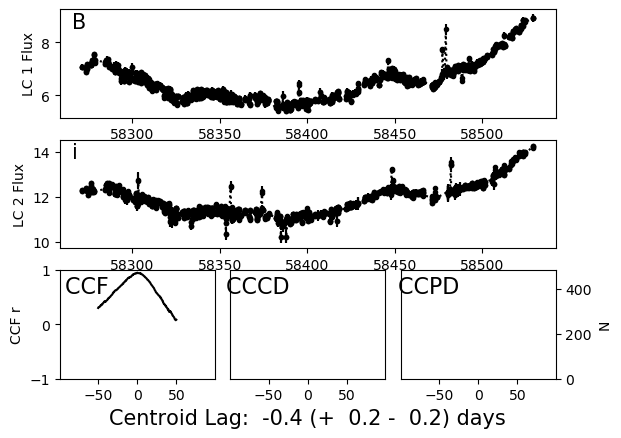 B
LC 1 Flux
8
6
58300 58350 58400 58450 58500
i
LC 2 Flux
14
12
10
58300 58350 58400 58450 58500
CCF CCCD CCPD
CCF r
1
0
−1
400
200
0
N
−50 0 50 −50 0 50 −50 0 50
Centroid Lag: -0.4 (+ 0.2 - 0.2) days